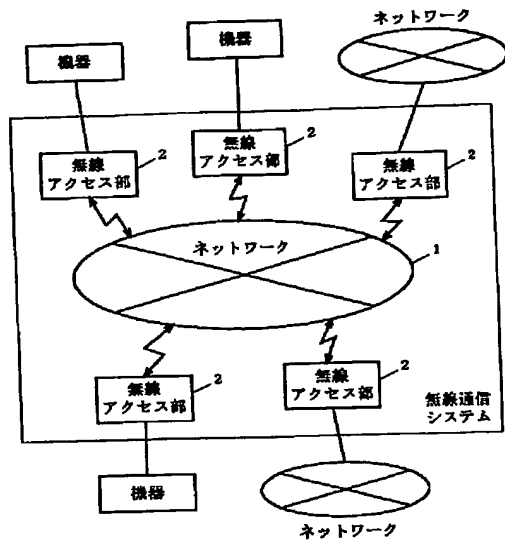 ネットワーク
機器
機器
無線
アクセス部
2
無線
アクセス部
2
無線
アクセス部
2
ネットワーク
1
無線
アクセス部
2
無線
アクセス部
2
無線通信
システム
機器
ネットワーク